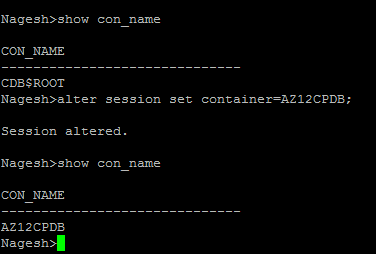 Nagesh>show con_name
CON_NAME
------------------------------
CDB$ROOT
Nagesh>alter session set container=AZ12CPDB;
Session altered.
Nagesh>show con_name
CON_NAME
------------------------------
AZ12CPDB
Nagesh>